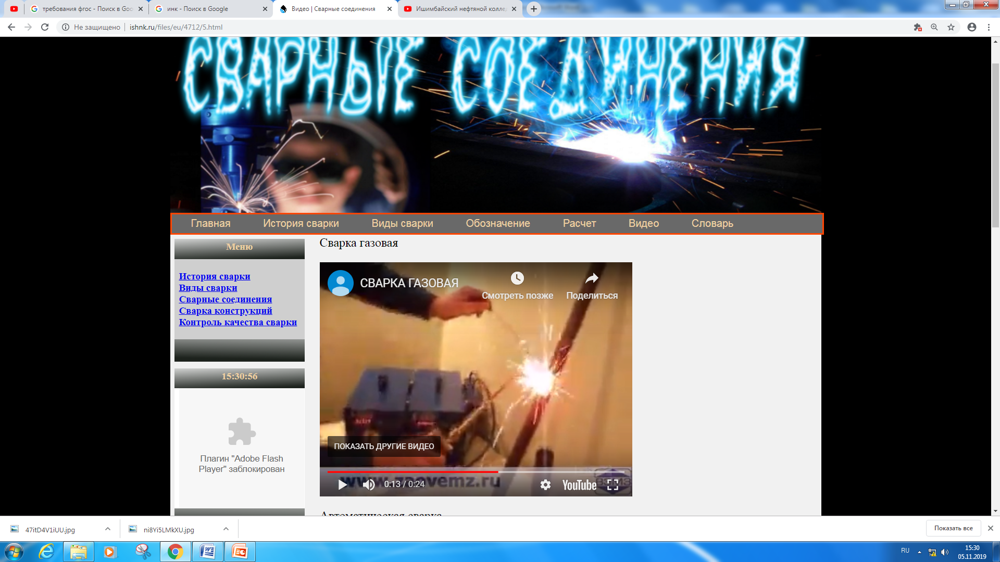 требования фгос - Поиск в Goo
инк - Поиск в Google
Видео | Сварные соединения
Ишимбайский нефтяной колле
Не защищено
ishnk.ru/files/eu/4712/5.html
СВАРНЫЕ СОЕДИНЕНИЯ
Главная
История сварки
Виды сварки
Обозначение
Расчет
Видео
Словарь
Меню
История сварки
Виды сварки
Сварные соединения
Сварка конструкций
Контроль качества сварки
15:30:56
Плагин "Adobe Flash
Player" заблокирован
Сварка газовая
СВАРКА ГАЗОВАЯ
Смотреть позже
Поделиться
ПОКАЗАТЬ ДРУГИЕ ВИДЕО
www.zaovemz.ru
0:13 / 0:24
YouTube
Автоматическая сварка
47itD4V1iUU.jpg
ni8Yi5LMkXU.jpg
Показать все
RU
15:30
05.11.2019